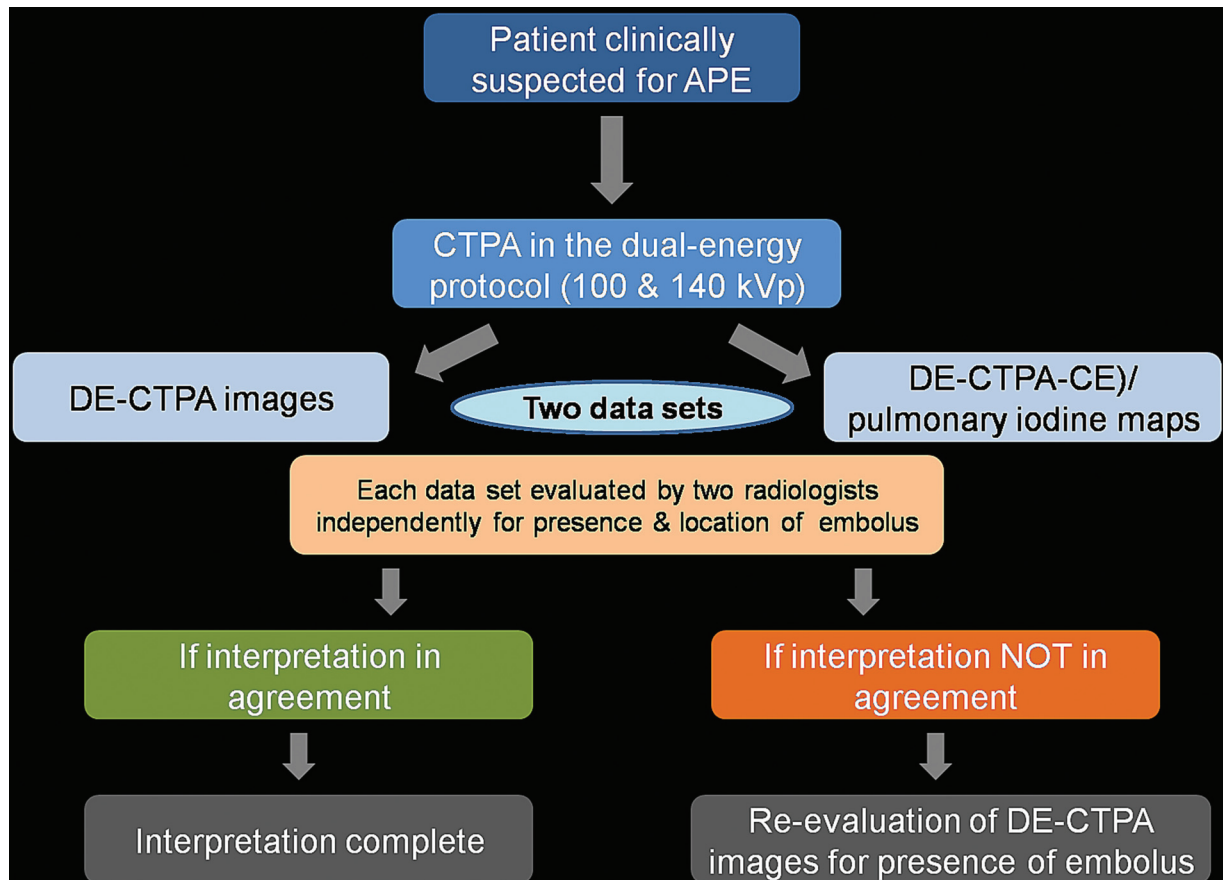 Patient clinically
suspected for APE
CTPA in the dual-energy
protocol (100 & 140 kVp)
DE-CTPA images
Two data sets
DE-CTPA-CE)/
pulmonary iodine maps
Each data set evaluated by two radiologists
independently for presence & location of embolus
If interpretation in
agreement
If interpretation NOT in
agreement
Interpretation complete
Re-evaluation of DE-CTPA
images for presence of embolus